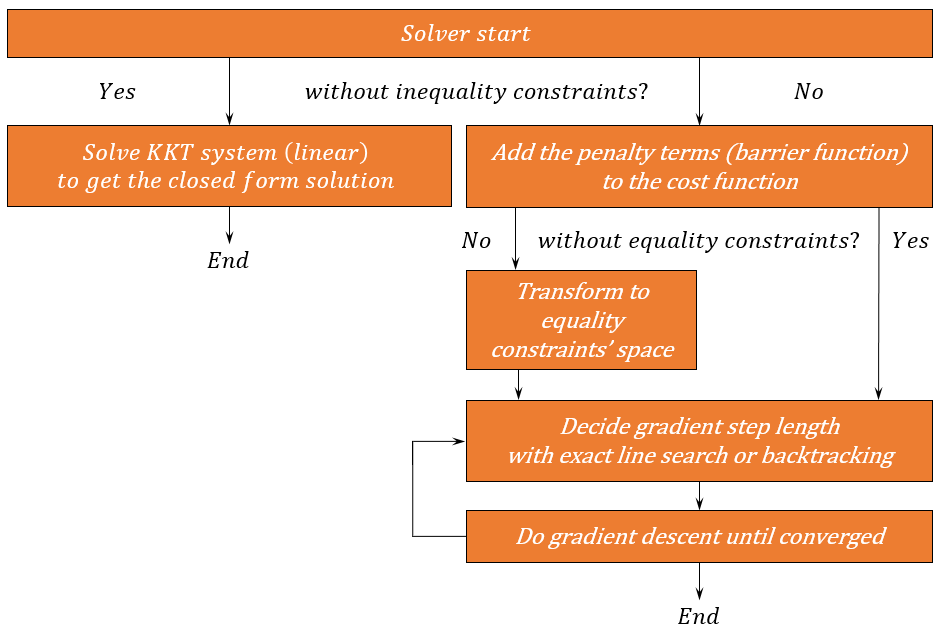 Solver start
Yes
without inequality constraints?
No
Solve KKT system (linear)
to get the closed form solution
Add the penalty terms (barrier function)
to the cost function
End
No
without equality constraints?
Yes
Transform to
equality
constraints’ space
Decide gradient step length
with exact line search or backtracking
Do gradient descent until converged
End